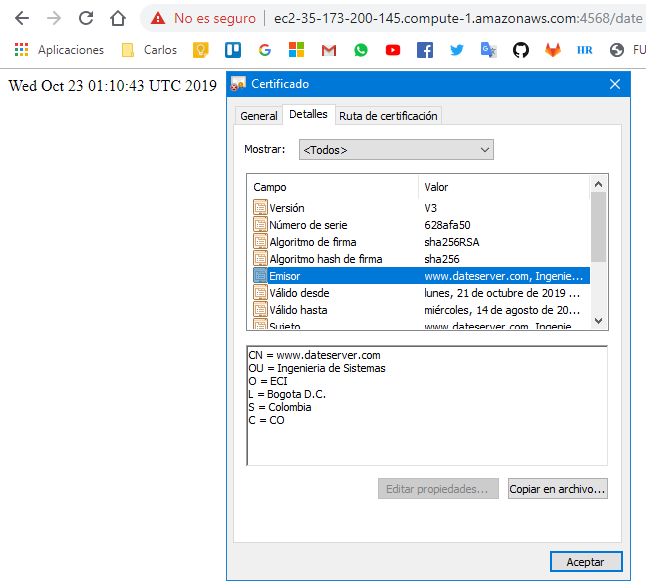 No es seguro | ec2-35-173-200-145.compute-1.amazonaws.com:4568/date
Aplicaciones Carlos HR FU
Wed Oct 23 01:10:43 UTC 2019
Certificado
General Detalles Ruta de certificación
Mostrar: <Todos>
Campo Valor
Versión V3
Número de serie 628afa50
Algoritmo de firma sha256RSA
Algoritmo hash de firma sha256
Emisor www.dateserver.com, Ingenie...
Válido desde lunes, 21 de octubre de 2019 ...
Válido hasta miércoles, 14 de agosto de 20...
Sujeto www.dateserver.com, Ingenie...
CN = www.dateserver.com
OU = Ingenieria de Sistemas
O = ECI
L = Bogota D.C.
S = Colombia
C = CO
Editar propiedades... Copiar en archivo...
Aceptar